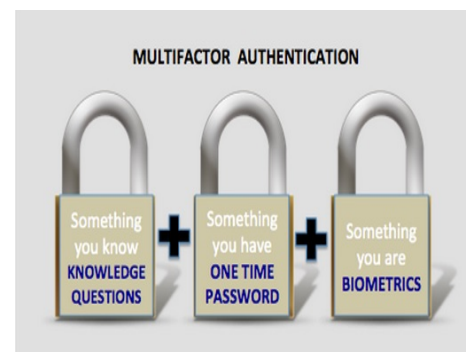 MULTIFACTOR AUTHENTICATION
Something
you know
KNOWLEDGE
QUESTIONS
Something
you have
ONE TIME
PASSWORD
Something
you are
BIOMETRICS